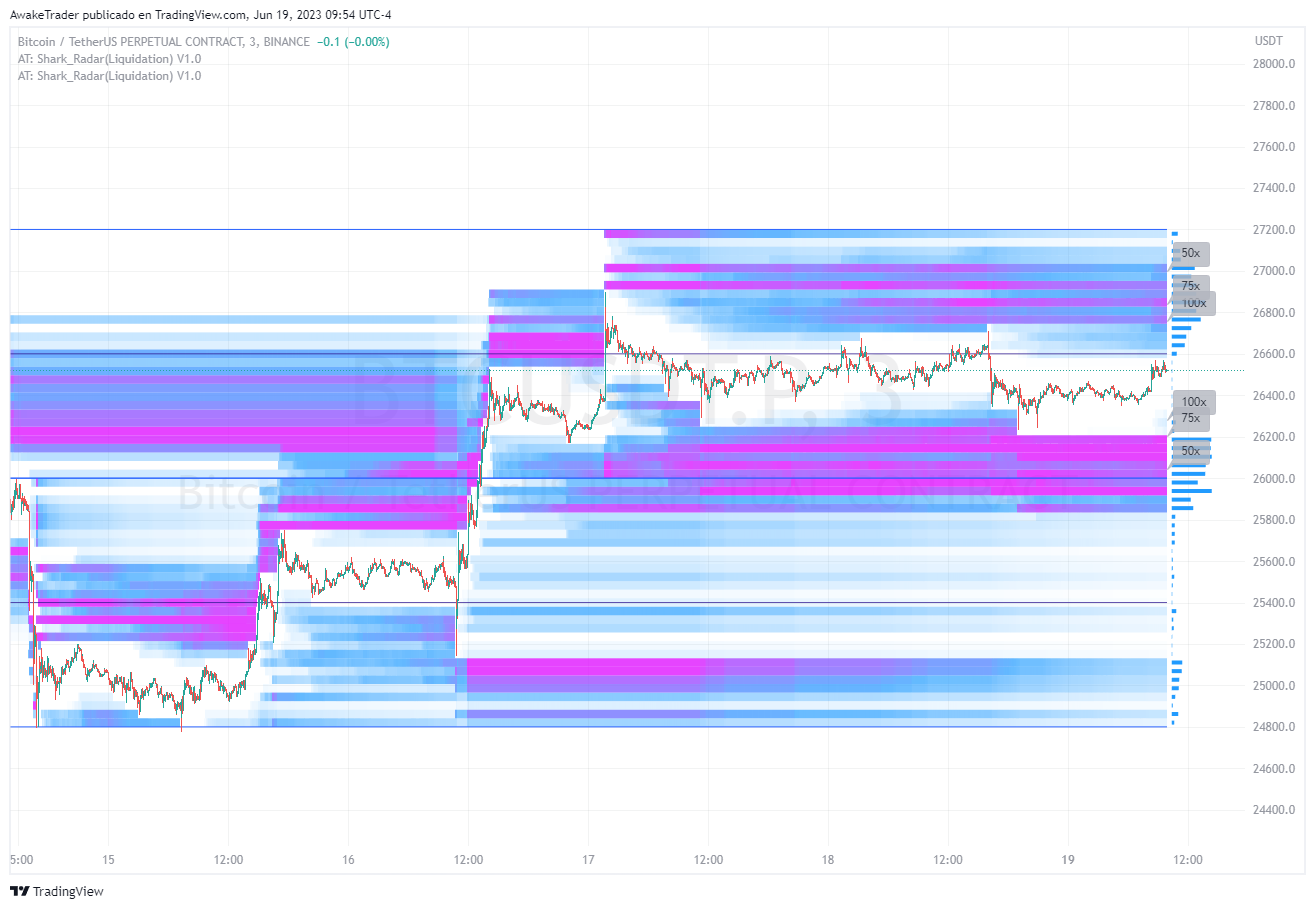 AwakeTrader publicado en TradingView.com, Jun 19, 2023 09:54 UTC-4
Bitcoin / TetherUS PERPETUAL CONTRACT, 3, BINANCE −0.1 (−0.00%)
AT: Shark_Radar(Liquidation) V1.0
AT: Shark_Radar(Liquidation) V1.0
USDT
28000.0
27800.0
27600.0
27400.0
27200.0
50x
27000.0
75x
100x
26800.0
26600.0
26400.0
100x
75x
26200.0
50x
26000.0
25800.0
25600.0
25400.0
25200.0
25000.0
24800.0
24600.0
24400.0
5:00 15 12:00 16 12:00 17 12:00 18 12:00 19 12:00
TradingView